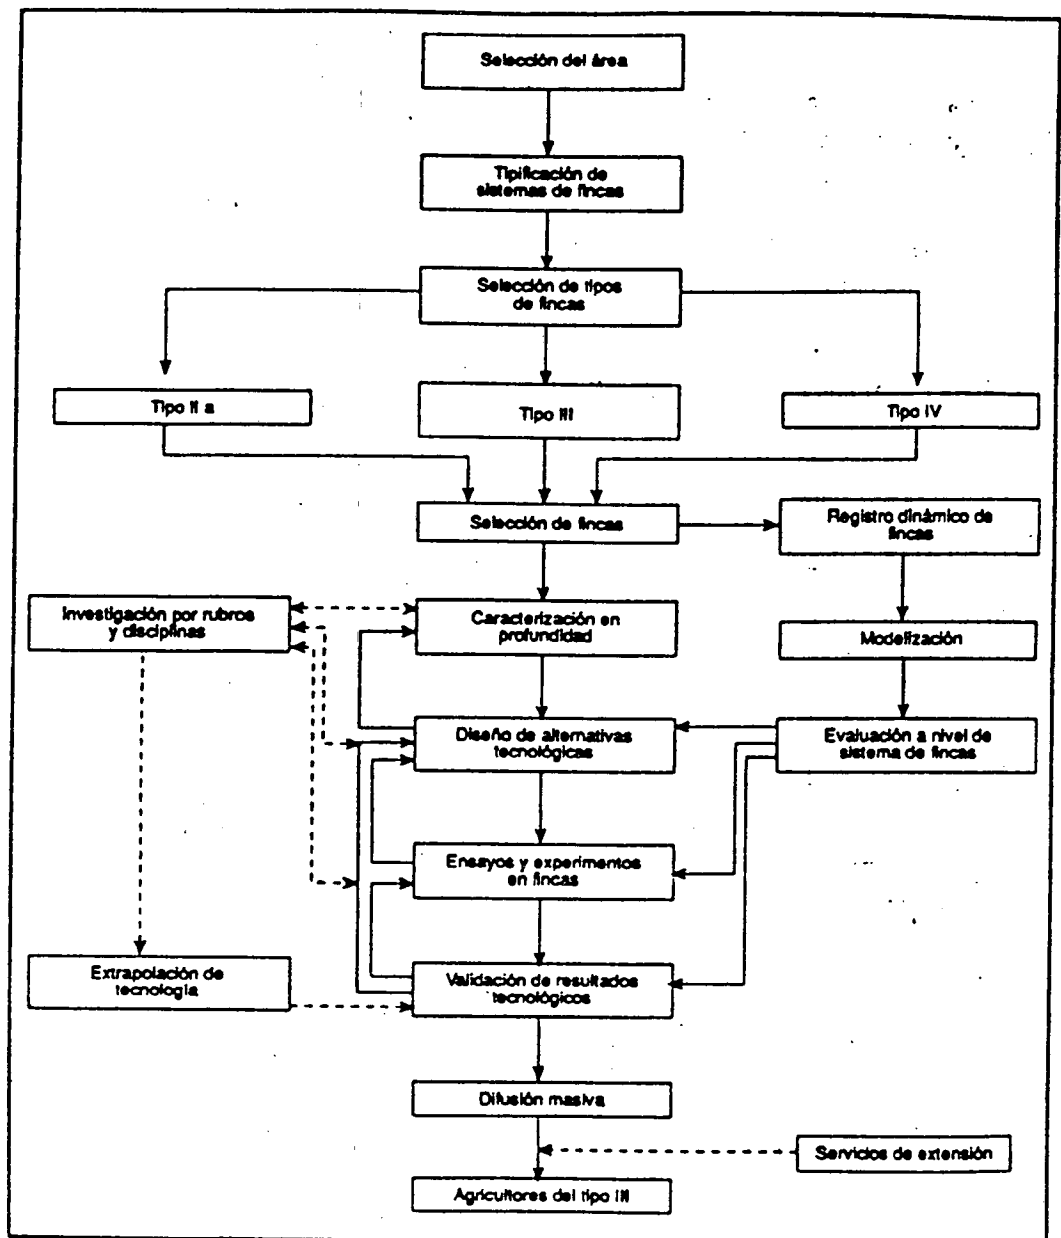 Selección del área
Tipificación de
sistemas de fincas
Selección de tipos
de fincas
Tipo II a
Tipo III
Tipo IV
Selección de fincas
Registro dinámico de
fincas
Investigación por rubros
y disciplinas
Caracterización en
profundidad
Modelización
Diseño de alternativas
tecnológicas
Evaluación a nivel de
sistema de fincas
Ensayos y experimentos
en fincas
Extrapolación de
tecnología
Validación de resultados
tecnológicos
Difusión masiva
Servicios de extensión
Agricultores del tipo III